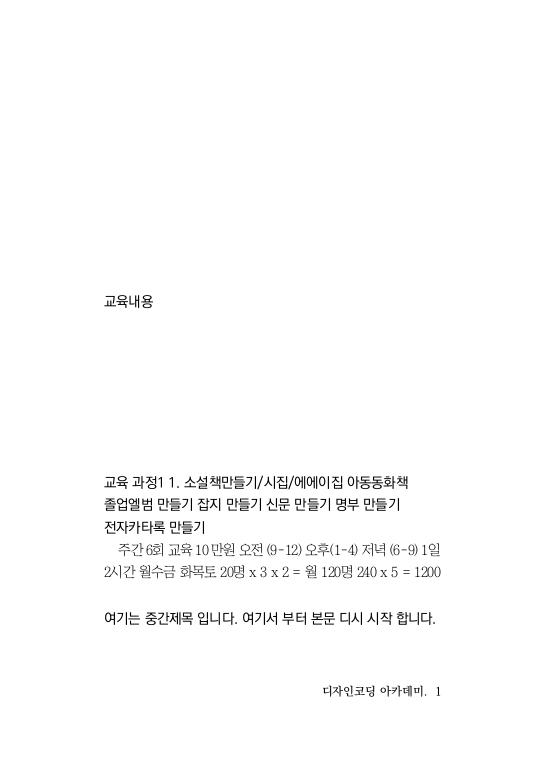 교육내용
교육 과정1 1. 소설책만들기/시집/에에이집 아동동화책
졸업엘범 만들기 잡지 만들기 신문 만들기 명부 만들기
전자카타록 만들기
주간 6회 교육 10만원 오전 (9-12) 오후(1-4) 저녁 (6-9) 1일
2시간 월수금 화목토 20명 x 3 x 2 = 월 120명 240 x 5 = 1200
여기는 중간제목 입니다. 여기서 부터 본문 디시 시작 합니다.
디자인코딩 아카데미. 1